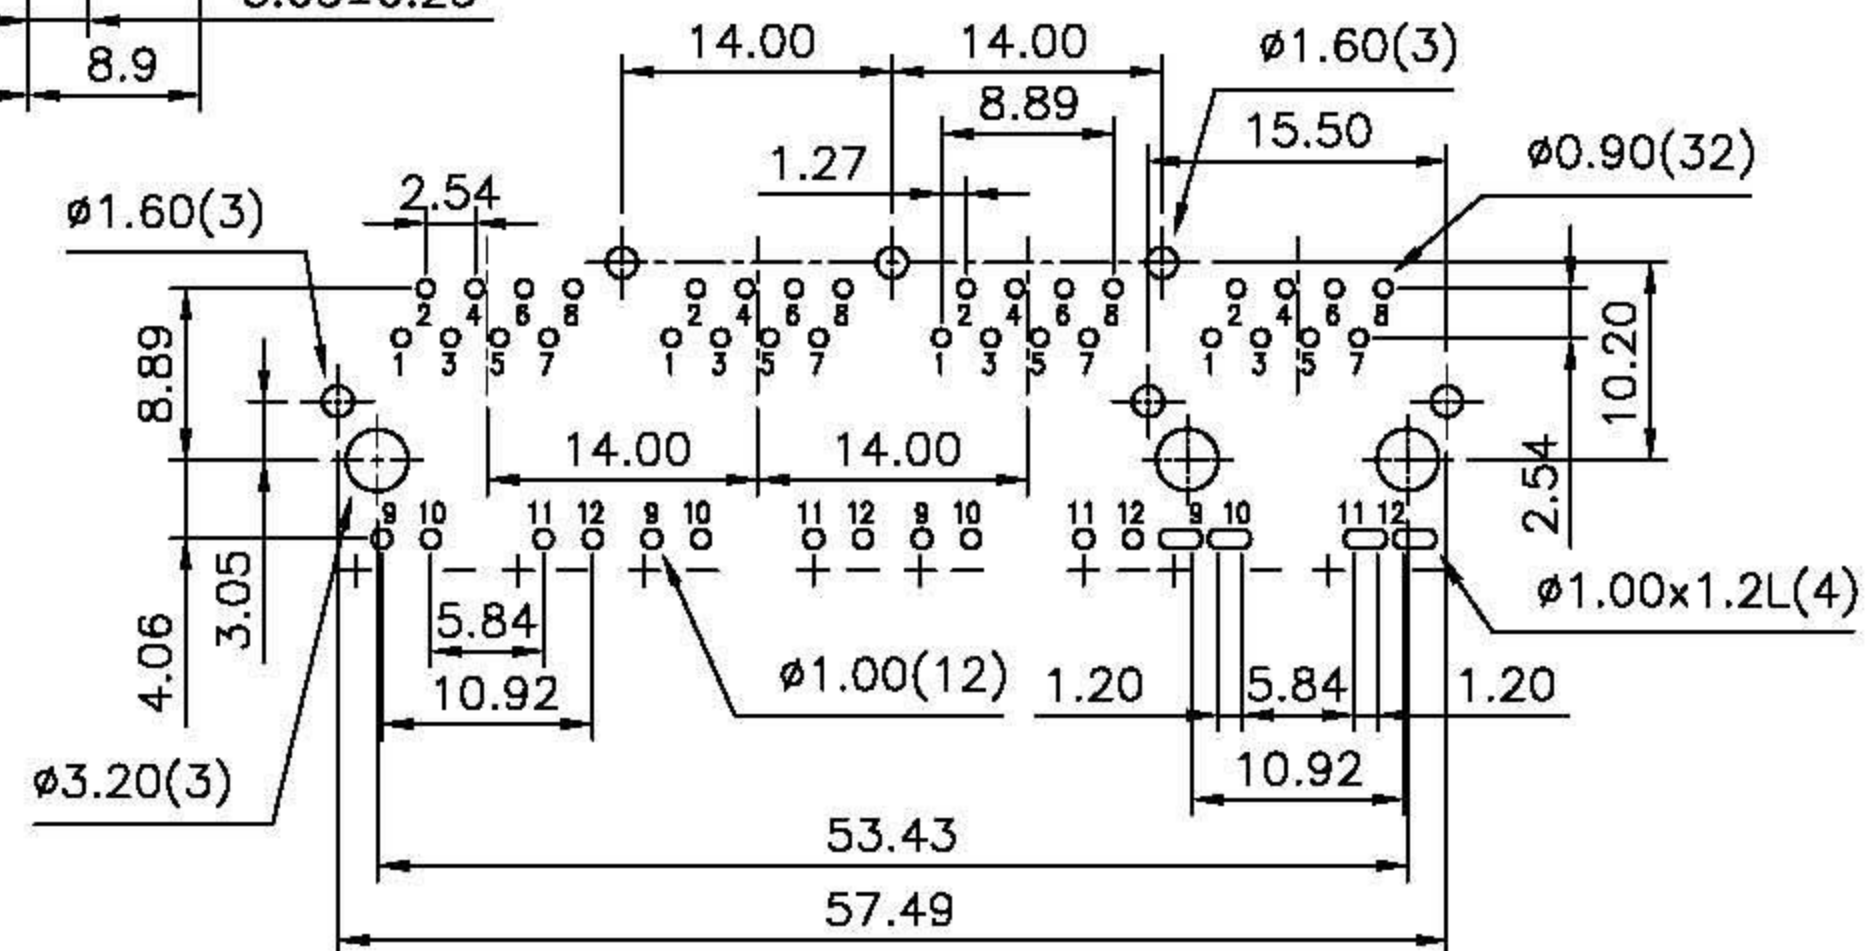 8.9
14.00 14.00 ø1.60(3)
8.89
15.50
ø0.90(32)
1.27
2.54
ø1.60(3)
2 4 6 8 2 4 6 8 2 4 6 8 2 4 6 8
1 3 5 7 1 3 5 7 1 3 5 7 1 3 5 7
8.89
10.20
14.00 14.00
2.54
9 10 11 12 9 10 11 12 9 10 11 12 9 10 11 12
+ – + – + – + – + – + – + – + –
3.05
4.06
5.84
ø1.00x1.2L(4)
10.92
ø1.00(12)
1.20 5.84 1.20
10.92
ø3.20(3)
53.43
57.49